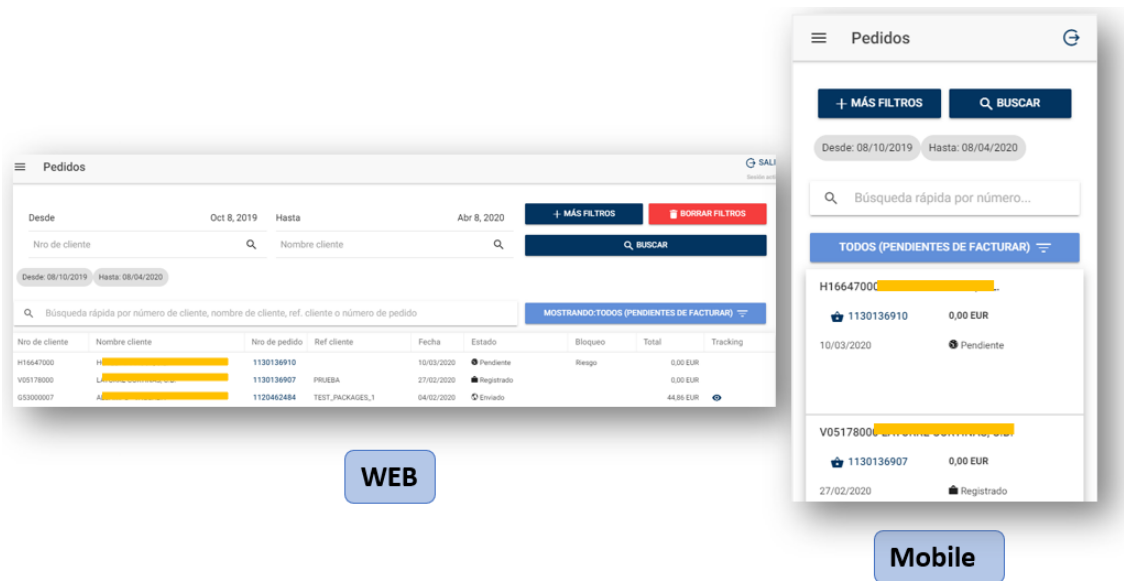 Pedidos
SALI
Sesión acti
Desde Oct 8, 2019 Hasta Abr 8, 2020
+ MÁS FILTROS BORRAR FILTROS
Nro de cliente Nombre cliente
BUSCAR
Desde: 08/10/2019 Hasta: 08/04/2020
Búsqueda rápida por número de cliente, nombre de cliente, ref. cliente o número de pedido
MOSTRANDO:TODOS (PENDIENTES DE FACTURAR)
Nro de cliente Nombre cliente Nro de pedido Ref cliente Fecha Estado Bloqueo Total Tracking
H16647000 H 1130136910 10/03/2020 Pendiente Riesgo 0,00 EUR
V05178000 1130136907 PRUEBA 27/02/2020 Registrado 0,00 EUR
G53000007 1120462484 TEST_PACKAGES_1 04/02/2020 Enviado 44,86 EUR
WEB
Pedidos
+ MÁS FILTROS BUSCAR
Desde: 08/10/2019 Hasta: 08/04/2020
Búsqueda rápida por número...
TODOS (PENDIENTES DE FACTURAR)
H16647000
1130136910 0,00 EUR
10/03/2020 Pendiente
V05178000
1130136907 0,00 EUR
27/02/2020 Registrado
Mobile